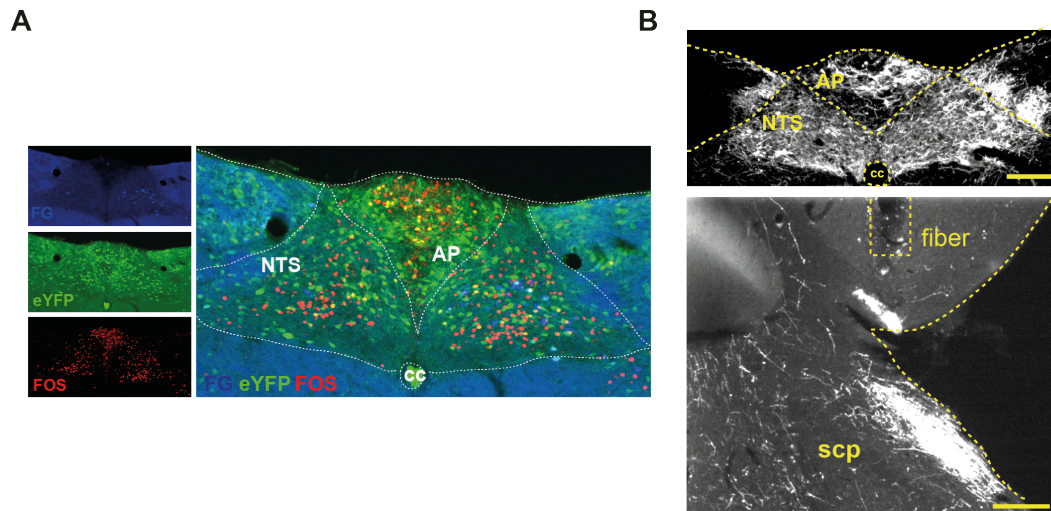 A
B
FG
eYFP
FOS
NTS
AP
cc
FG eYFP FOS
AP
NTS
cc
fiber
scp